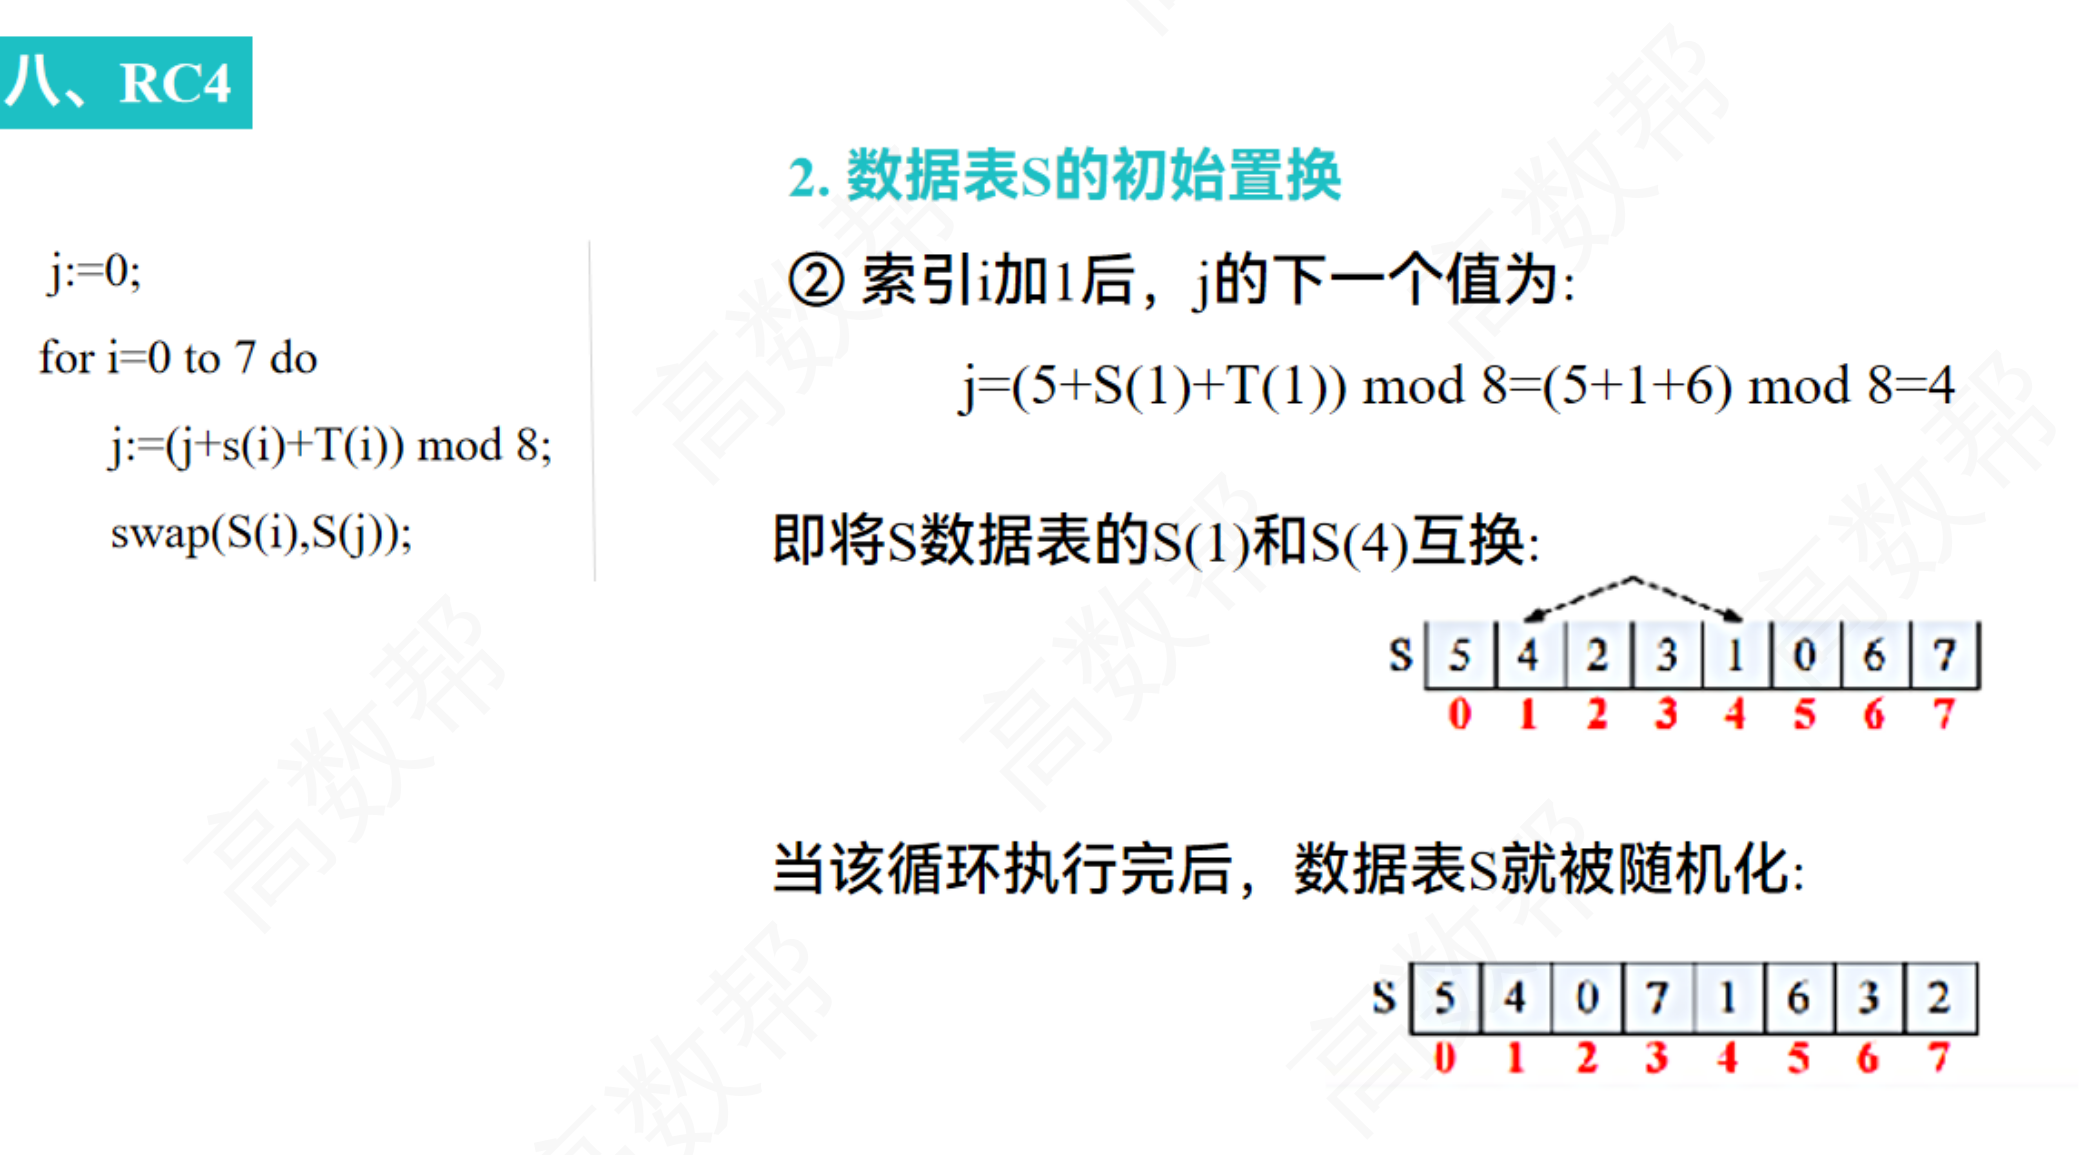 八、RC4
2. 数据表S的初始置换
j:=0;
for i=0 to 7 do
j:=(j+s(i)+T(i)) mod 8;
swap(S(i),S(j));
② 索引i加1后，j的下一个值为:
j=(5+S(1)+T(1)) mod 8=(5+1+6) mod 8=4
即将S数据表的S(1)和S(4)互换:
S 5 4 2 3 1 0 6 7
0 1 2 3 4 5 6 7
当该循环执行完后，数据表S就被随机化:
S 5 4 0 7 1 6 3 2
0 1 2 3 4 5 6 7
高数帮
高数帮
高数帮
高数帮
高数帮
高数帮
高数帮